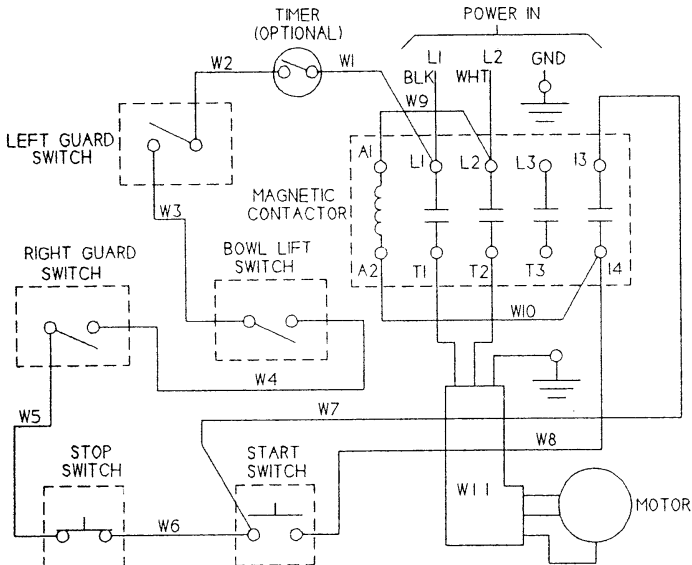 TIMER
(OPTIONAL)
POWER IN
W2
W1
L1
L2
GND
BLK
WHT
W9
LEFT GUARD
SWITCH
A1
L1
L2
L3
I3
MAGNETIC
CONTACTOR
W3
RIGHT GUARD
SWITCH
BOWL LIFT
SWITCH
A2
T1
T2
T3
I4
W10
W4
W5
W7
STOP
SWITCH
START
SWITCH
W8
W11
W6
MOTOR